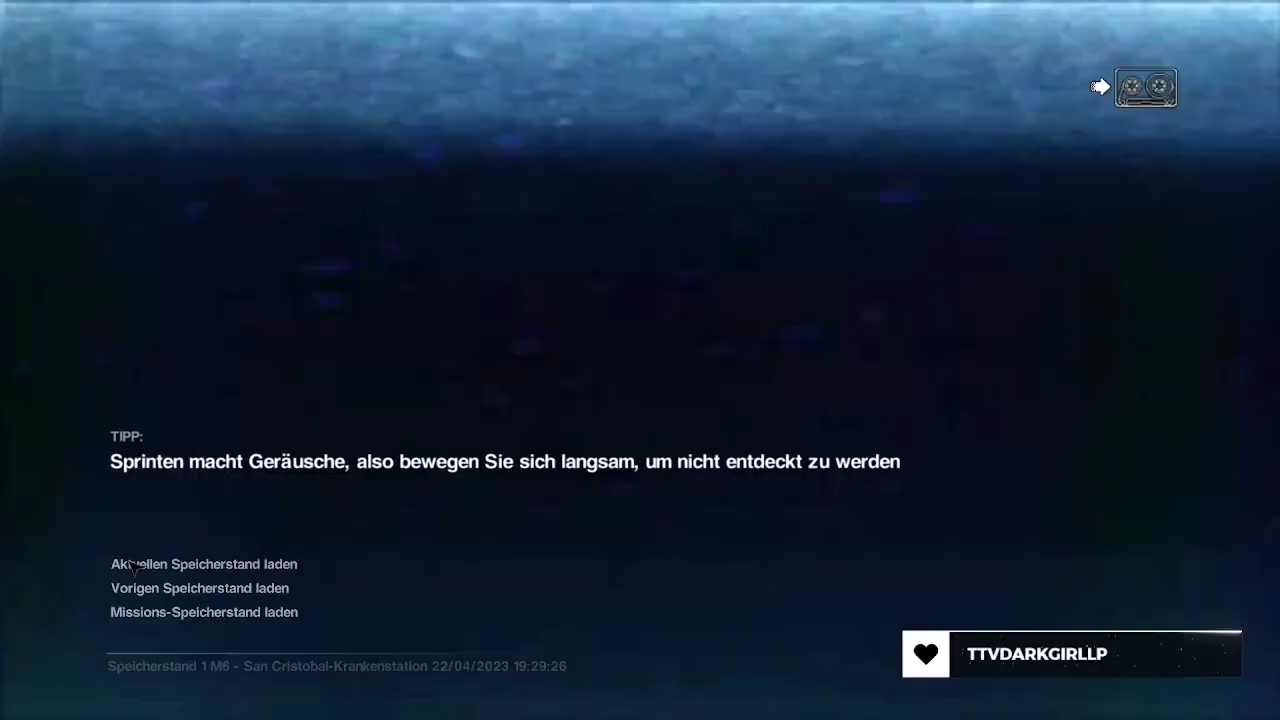 TIPP:
Sprinten macht Geräusche, also bewegen Sie sich langsam, um nicht entdeckt zu werden
Aktuellen Speicherstand laden
Vorigen Speicherstand laden
Missions-Speicherstand laden
Speicherstand 1 M6 - San Cristobal-Krankenstation 22/04/2023 19:29:26
TTVDARKGIRLLP